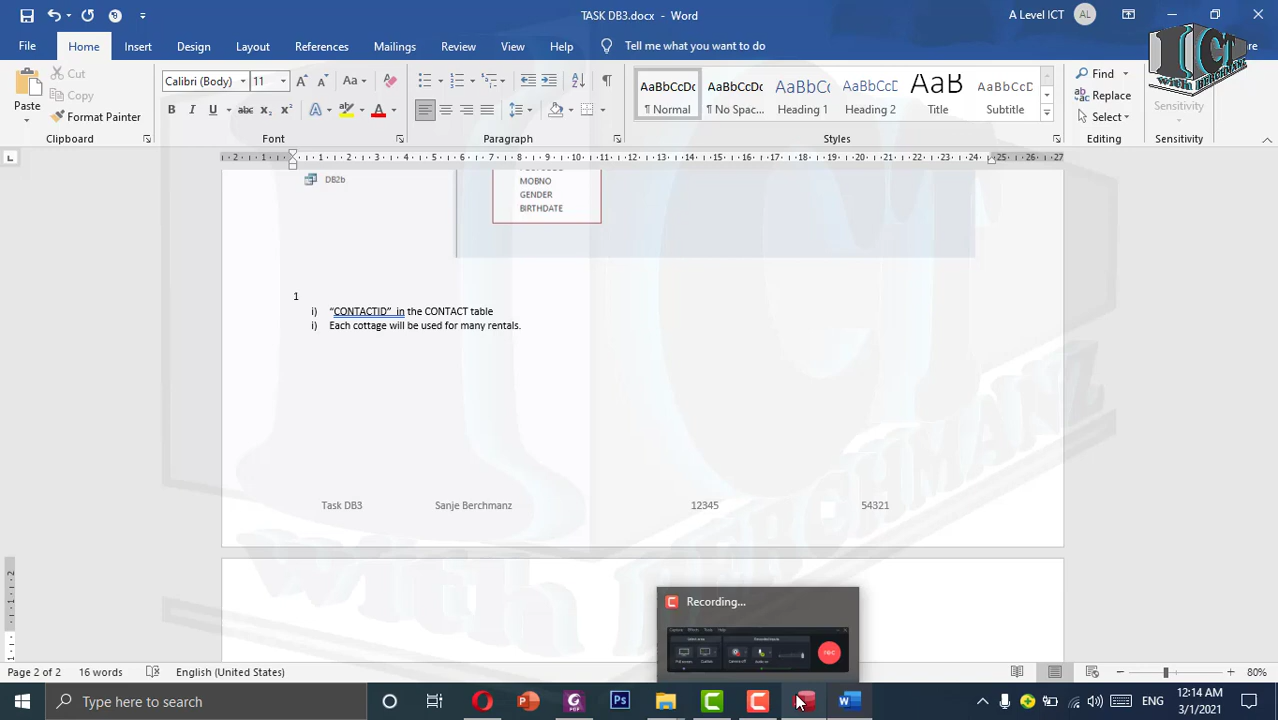 TASK DB3.docx - Word
A Level ICT
AL
File
Home
Insert
Design
Layout
References
Mailings
Review
View
Help
Tell me what you want to do
Paste
Cut
Copy
Format Painter
Clipboard
Calibri (Body)
11
Font
Paragraph
AaBbCcDc
¶ Normal
AaBbCcDc
¶ No Spac...
AaBbCc
Heading 1
AaBbCcC
Heading 2
AaB
Title
AaBbCcC
Subtitle
Styles
Find
Replace
Select
Editing
Sensitivity
Sensitivity
DB2b
MOBNO
GENDER
BIRTHDATE
1
i) “CONTACTID” in the CONTACT table
i) Each cottage will be used for many rentals.
Task DB3 Sanje Berchmanz 12345 54321
Recording...
rec
Page 2 of 2
16 words
English (United States)
80%
Type here to search
ENG
12:14 AM
3/1/2021